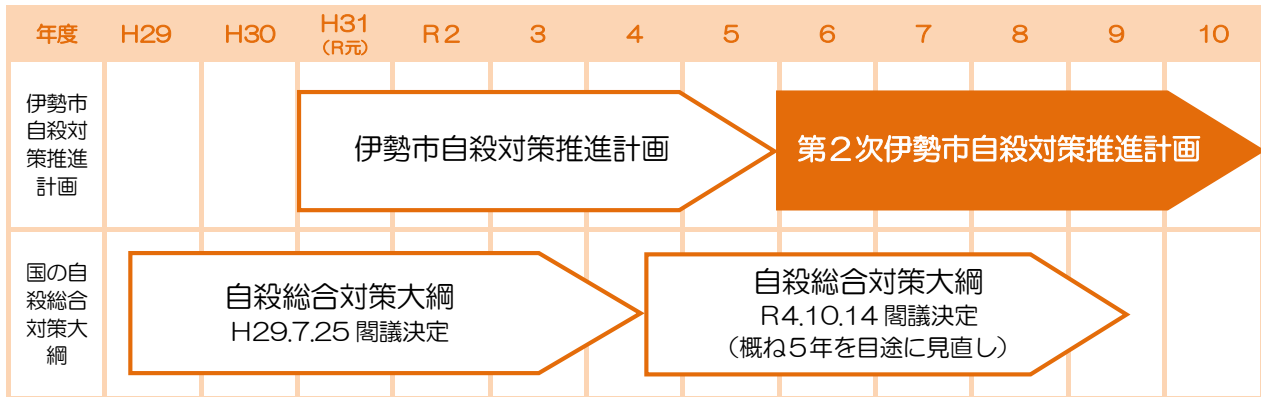 年度 H29 H30 H31 R2 3 4 5 6 7 8 9 10
(R元)
伊勢市
自殺対
策推進
計画
伊勢市自殺対策推進計画
第2次伊勢市自殺対策推進計画
国の自
殺総合
対策大
綱
自殺総合対策大綱
H29.7.25 閣議決定
自殺総合対策大綱
R4.10.14 閣議決定
(概ね5年を目途に見直し)